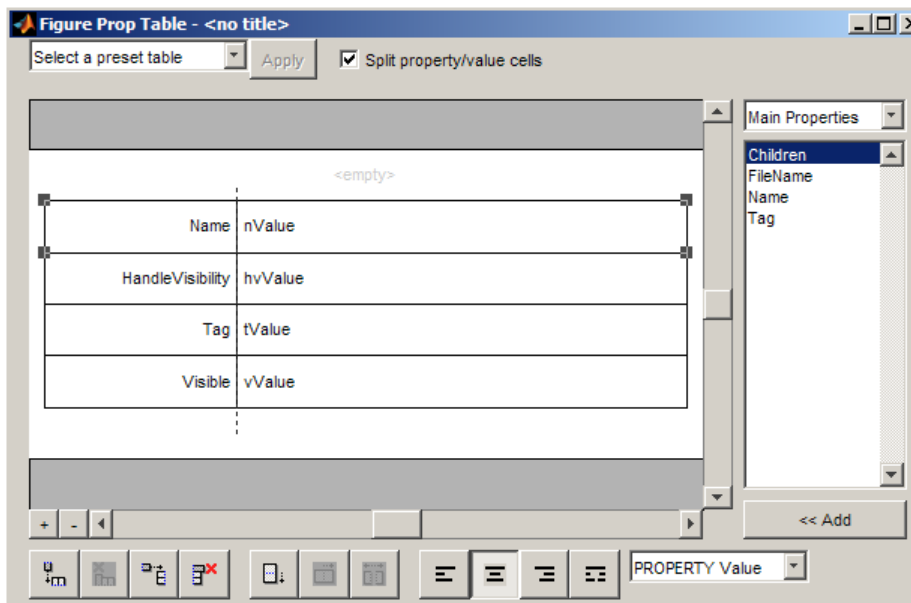 Figure Prop Table - <no title>
Select a preset table Apply Split property/value cells
Main Properties
<empty>
Children
FileName
Name
Tag
Name nValue
HandleVisibility hvValue
Tag tValue
Visible vValue
+ -
<< Add
PROPERTY Value